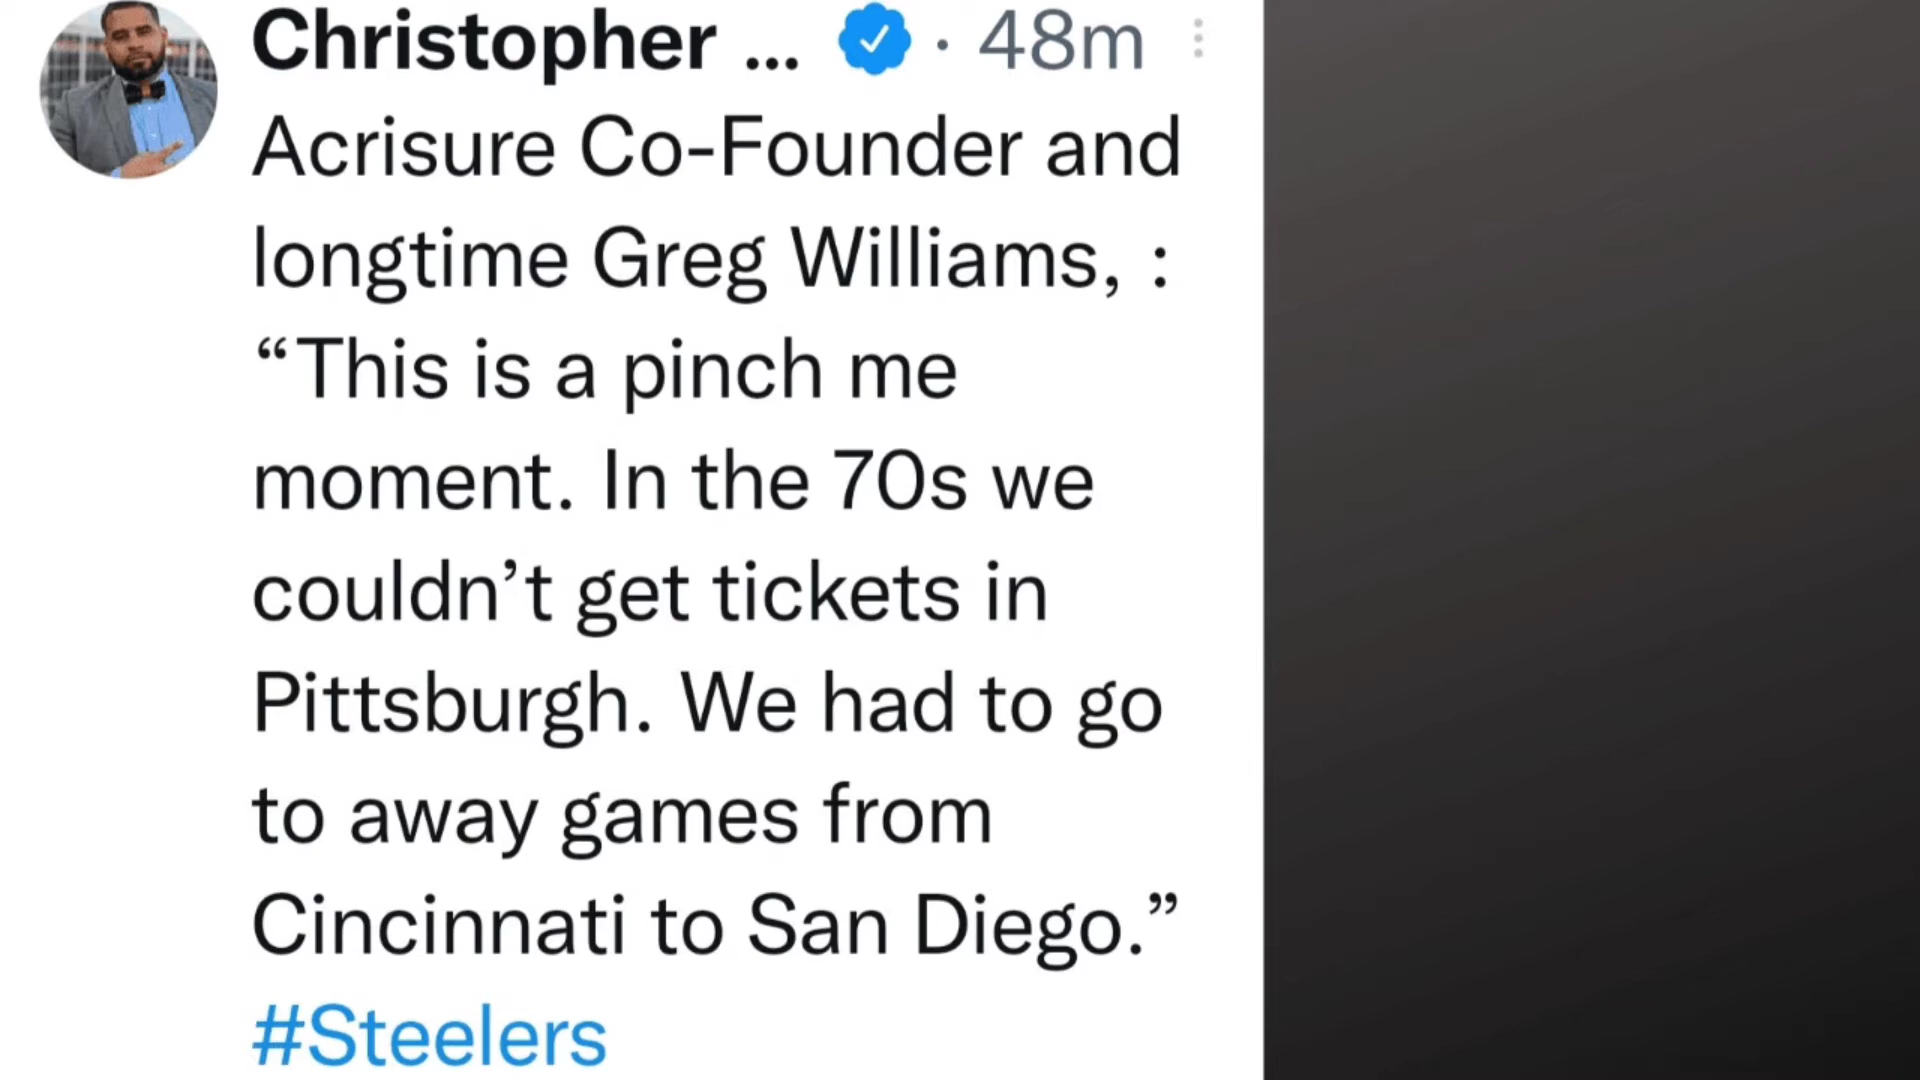 Christopher ... · 48m
Acrisure Co-Founder and
longtime Greg Williams, :
“This is a pinch me
moment. In the 70s we
couldn’t get tickets in
Pittsburgh. We had to go
to away games from
Cincinnati to San Diego.”
#Steelers